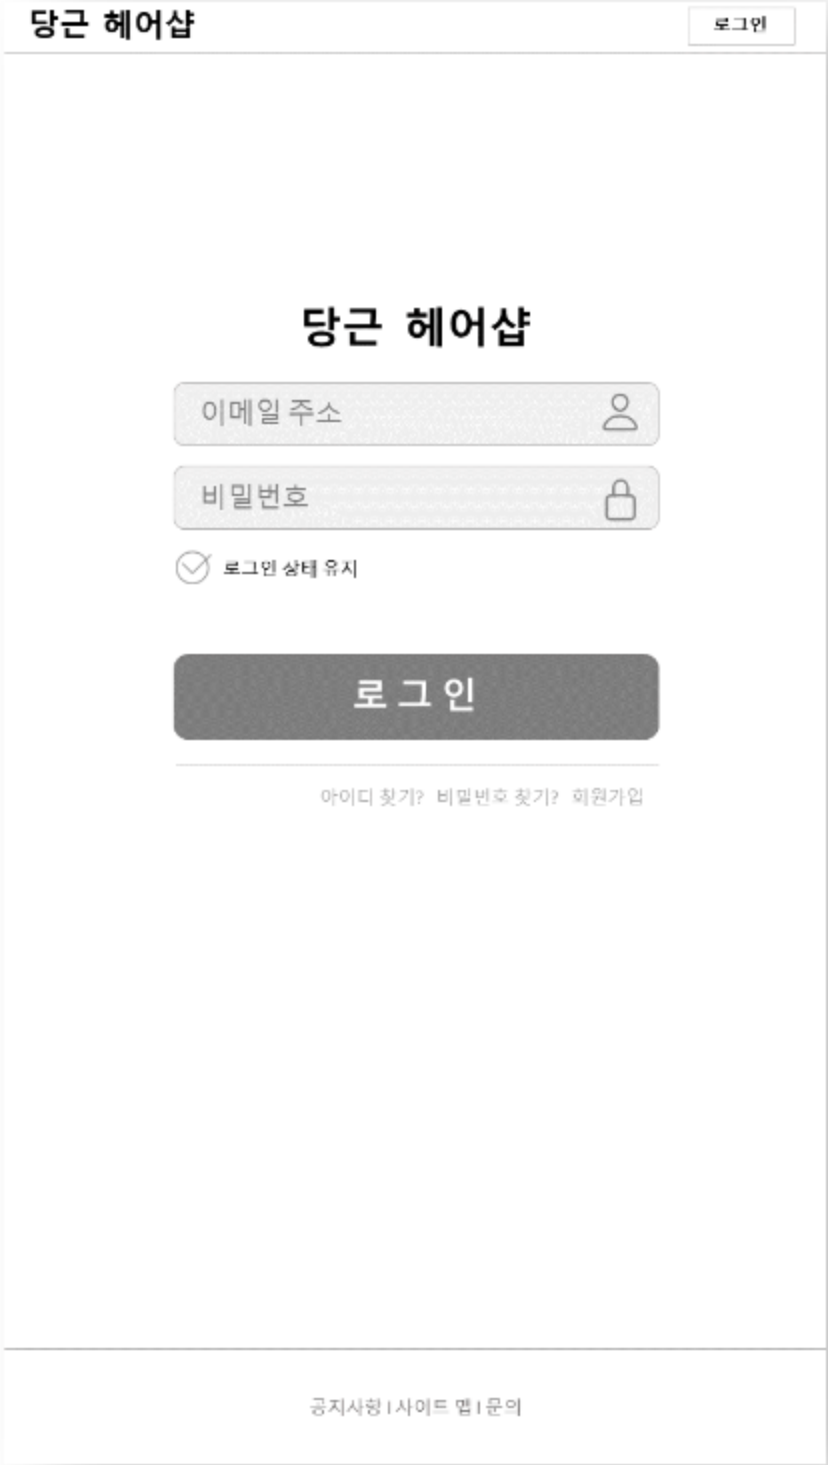 당근 헤어샵 로그인
당근 헤어샵
이메일 주소
비밀번호
로그인 상태 유지
로그인
아이디 찾기? 비밀번호 찾기? 회원가입
공지사항 | 사이트 맵 | 문의